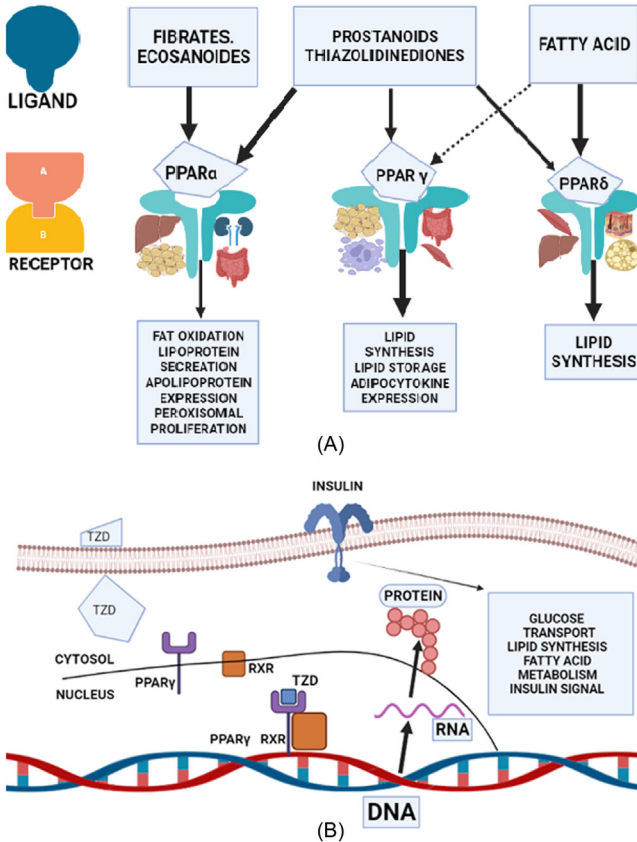 FIBRATES.
ECOSANOIDES
PROSTANOIDS
THIAZOLIDINEDIONES
FATTY ACID
LIGAND
A
B
RECEPTOR
PPARα
PPAR γ
PPARδ
FAT OXIDATION
LIPOPROTEIN
SECRETION
APOLIPOPROTEIN
EXPRESSION
PEROXISOMAL
PROLIFERATION
LIPID
SYNTHESIS
LIPID STORAGE
ADIPOCYTOKINE
EXPRESSION
LIPID
SYNTHESIS
(A)
INSULIN
TZD
TZD
PROTEIN
GLUCOSE
TRANSPORT
LIPID SYNTHESIS
FATTY ACID
METABOLISM
INSULIN SIGNAL
CYTOSOL
NUCLEUS
PPARγ
RXR
TZD
PPARγ RXR
RNA
DNA
(B)